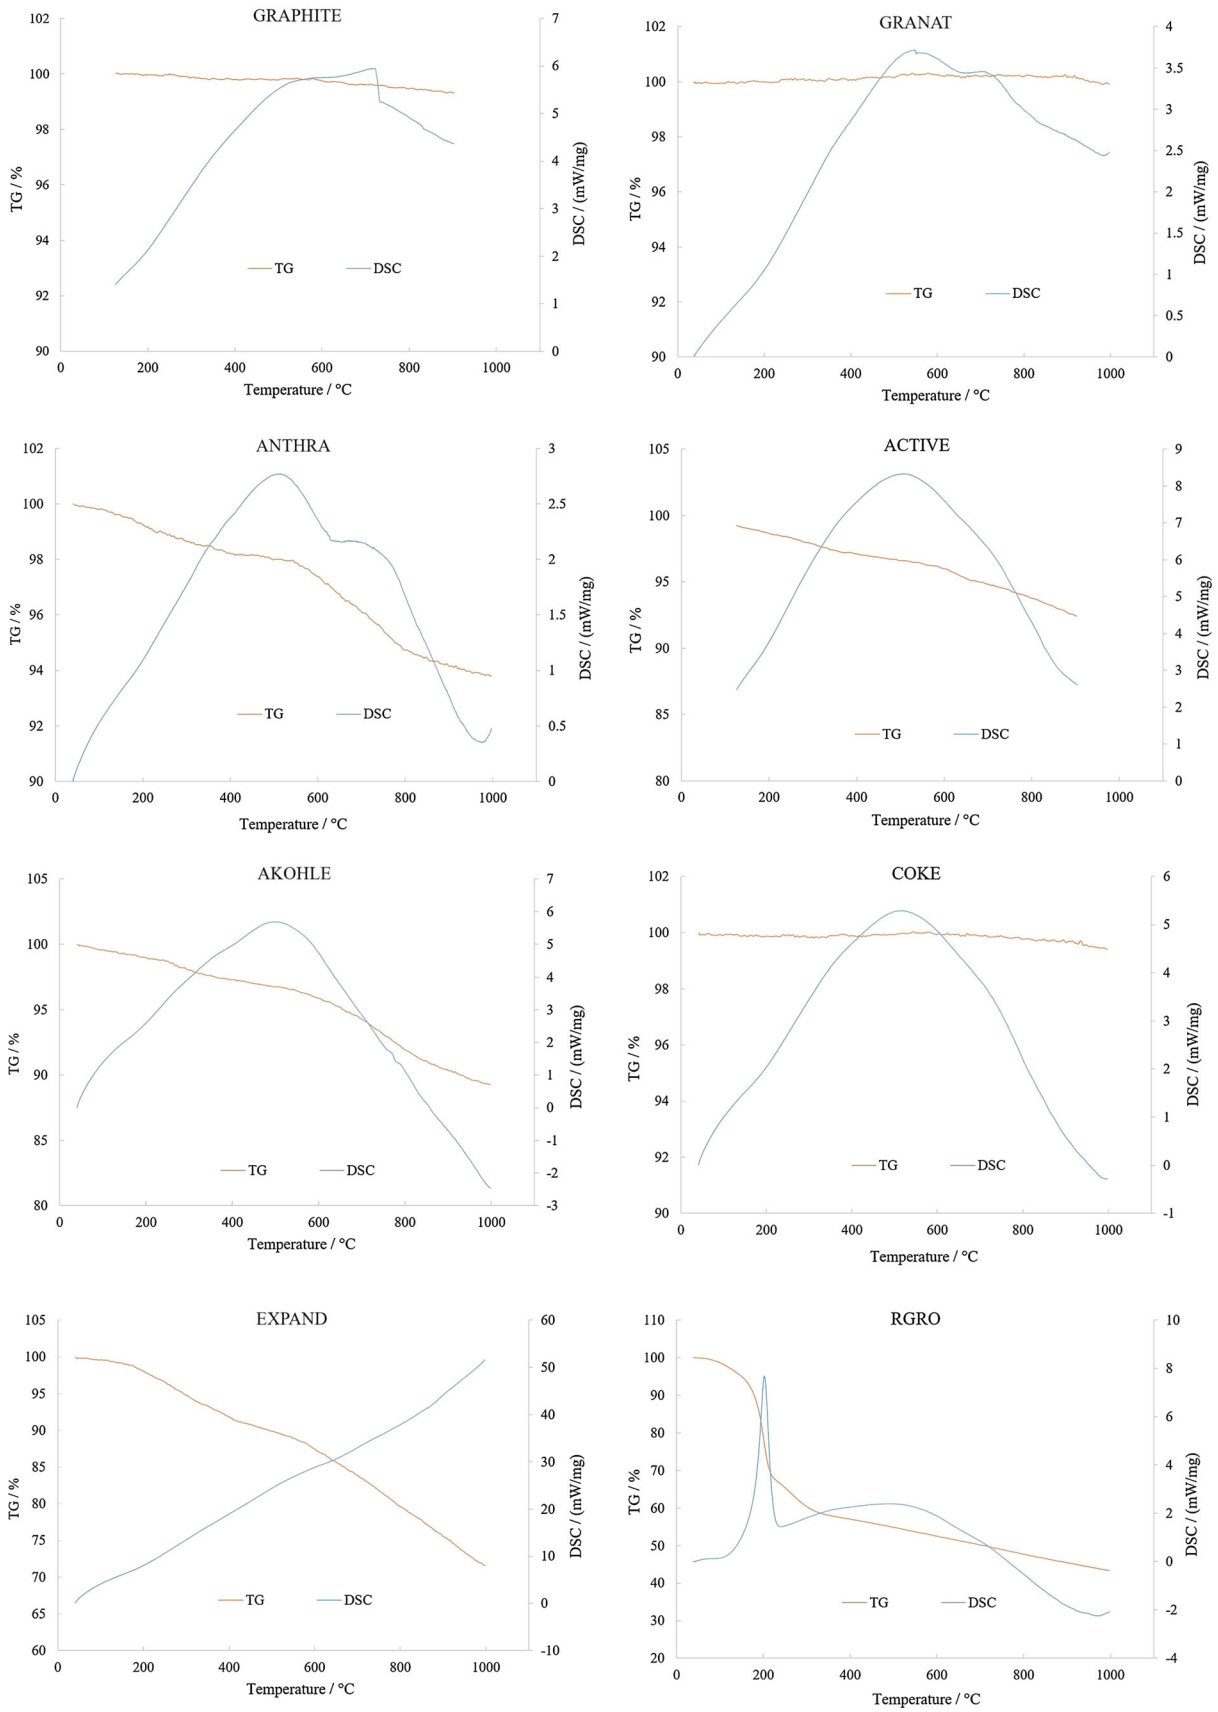 GRAPHITE
102
100
98
96
94
92
90
TG / %
7
6
5
4
3
2
1
0
DSC / (mW/mg)
TG DSC
0 200 400 600 800 1000
Temperature / °C
GRANAT
102
100
98
96
94
92
90
TG / %
4
3.5
3
2.5
2
1.5
1
0.5
0
DSC / (mW/mg)
TG DSC
0 200 400 600 800 1000
Temperature / °C
ANTHRA
102
100
98
96
94
92
90
TG / %
3
2.5
2
1.5
1
0.5
0
DSC / (mW/mg)
TG DSC
0 200 400 600 800 1000
Temperature / °C
ACTIVE
105
100
95
90
85
80
TG / %
9
8
7
6
5
4
3
2
1
0
DSC / (mW/mg)
TG DSC
0 200 400 600 800 1000
Temperature / °C
AKOHLE
105
100
95
90
85
80
TG / %
7
6
5
4
3
2
1
0
-1
-2
-3
DSC / (mW/mg)
TG DSC
0 200 400 600 800 1000
Temperature / °C
COKE
102
100
98
96
94
92
90
TG / %
6
5
4
3
2
1
0
-1
DSC / (mW/mg)
TG DSC
0 200 400 600 800 1000
Temperature / °C
EXPAND
105
100
95
90
85
80
75
70
65
60
TG / %
60
50
40
30
20
10
0
-10
DSC / (mW/mg)
TG DSC
0 200 400 600 800 1000
Temperature / °C
RGRO
110
100
90
80
70
60
50
40
30
20
TG / %
10
8
6
4
2
0
-2
-4
DSC / (mW/mg)
TG DSC
0 200 400 600 800 1000
Temperature / °C